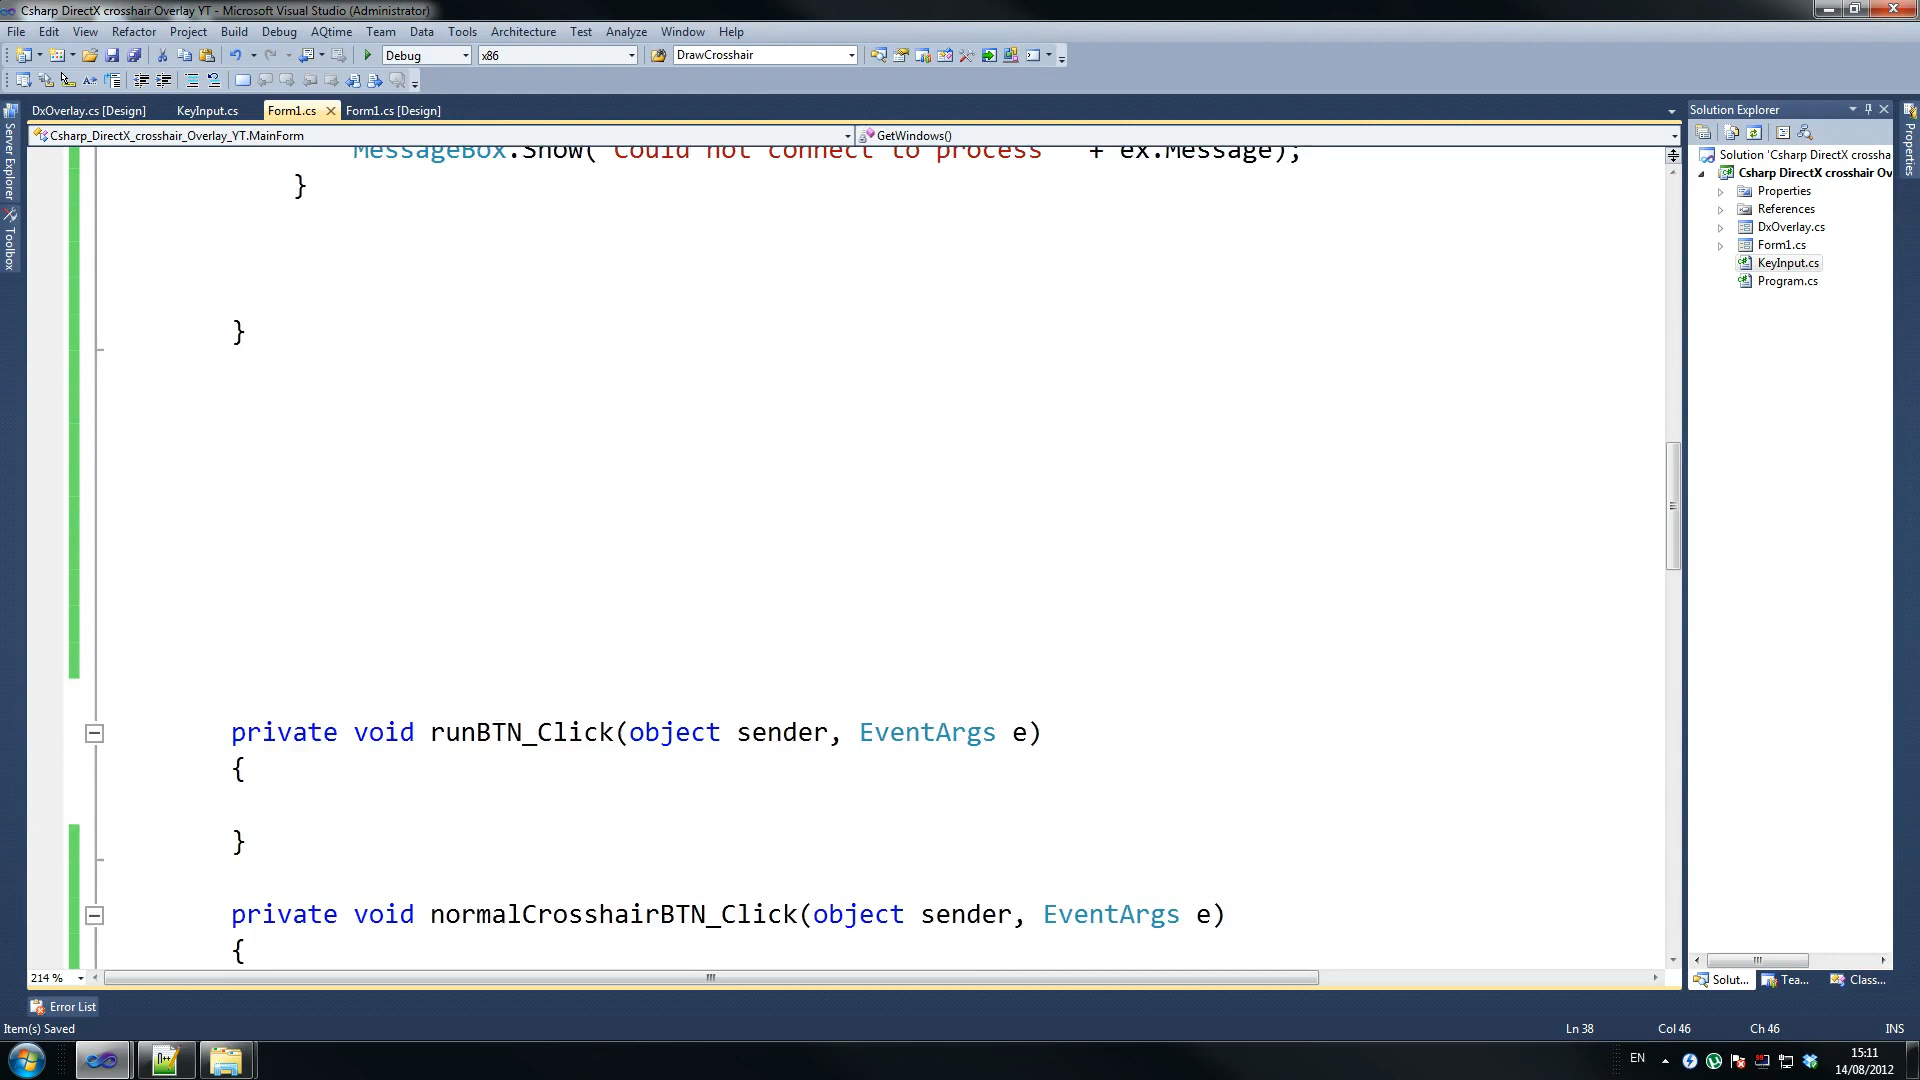 Csharp DirectX crosshair Overlay YT - Microsoft Visual Studio (Administrator)
File Edit View Refactor Project Build Debug AQtime Team Data Tools Architecture Test Analyze Window Help
Debug x86 DrawCrosshair
DxOverlay.cs [Design] KeyInput.cs Form1.cs Form1.cs [Design]
Csharp_DirectX_crosshair_Overlay_YT.MainForm GetWindows()
MessageBox.Show("Could not connect to process " + ex.Message);
}
}
private void runBTN_Click(object sender, EventArgs e)
{
}
private void normalCrosshairBTN_Click(object sender, EventArgs e)
{
214 %
Server Explorer
Toolbox
Solution Explorer
Solution 'Csharp DirectX crossha
Csharp DirectX crosshair Ov
Properties
References
DxOverlay.cs
Form1.cs
KeyInput.cs
Program.cs
Solut... Tea... Class...
Properties
Error List
Item(s) Saved Ln 38 Col 46 Ch 46 INS
EN 15:11
14/08/2012